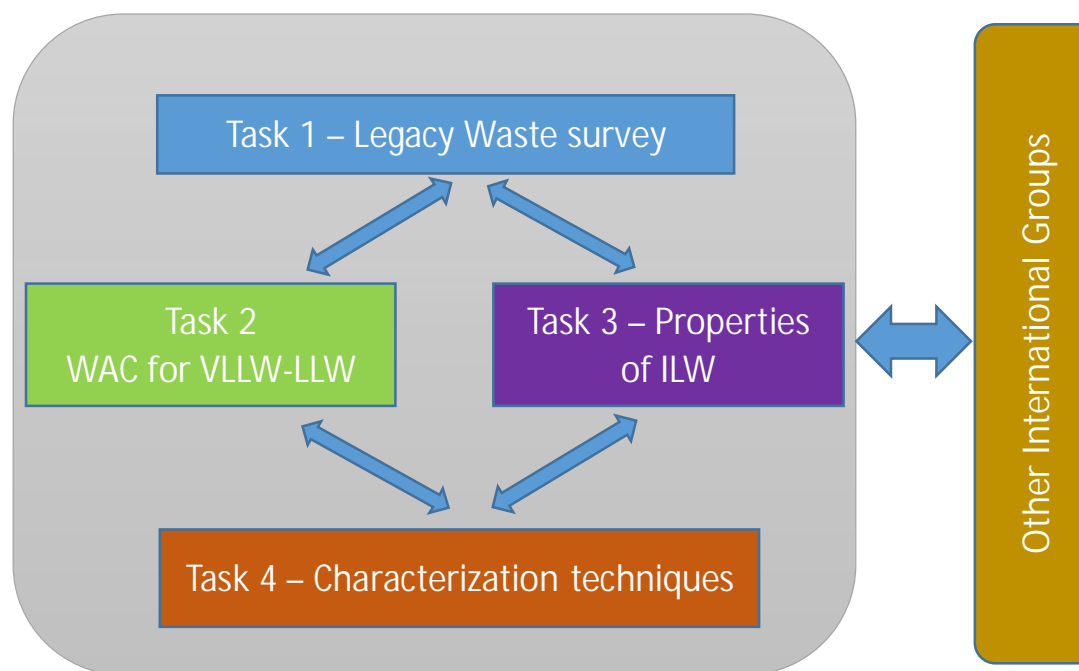 Task 1 – Legacy Waste survey
Task 2
WAC for VLLW-LLW
Task 3 – Properties
of ILW
Task 4 – Characterization techniques
Other International Groups